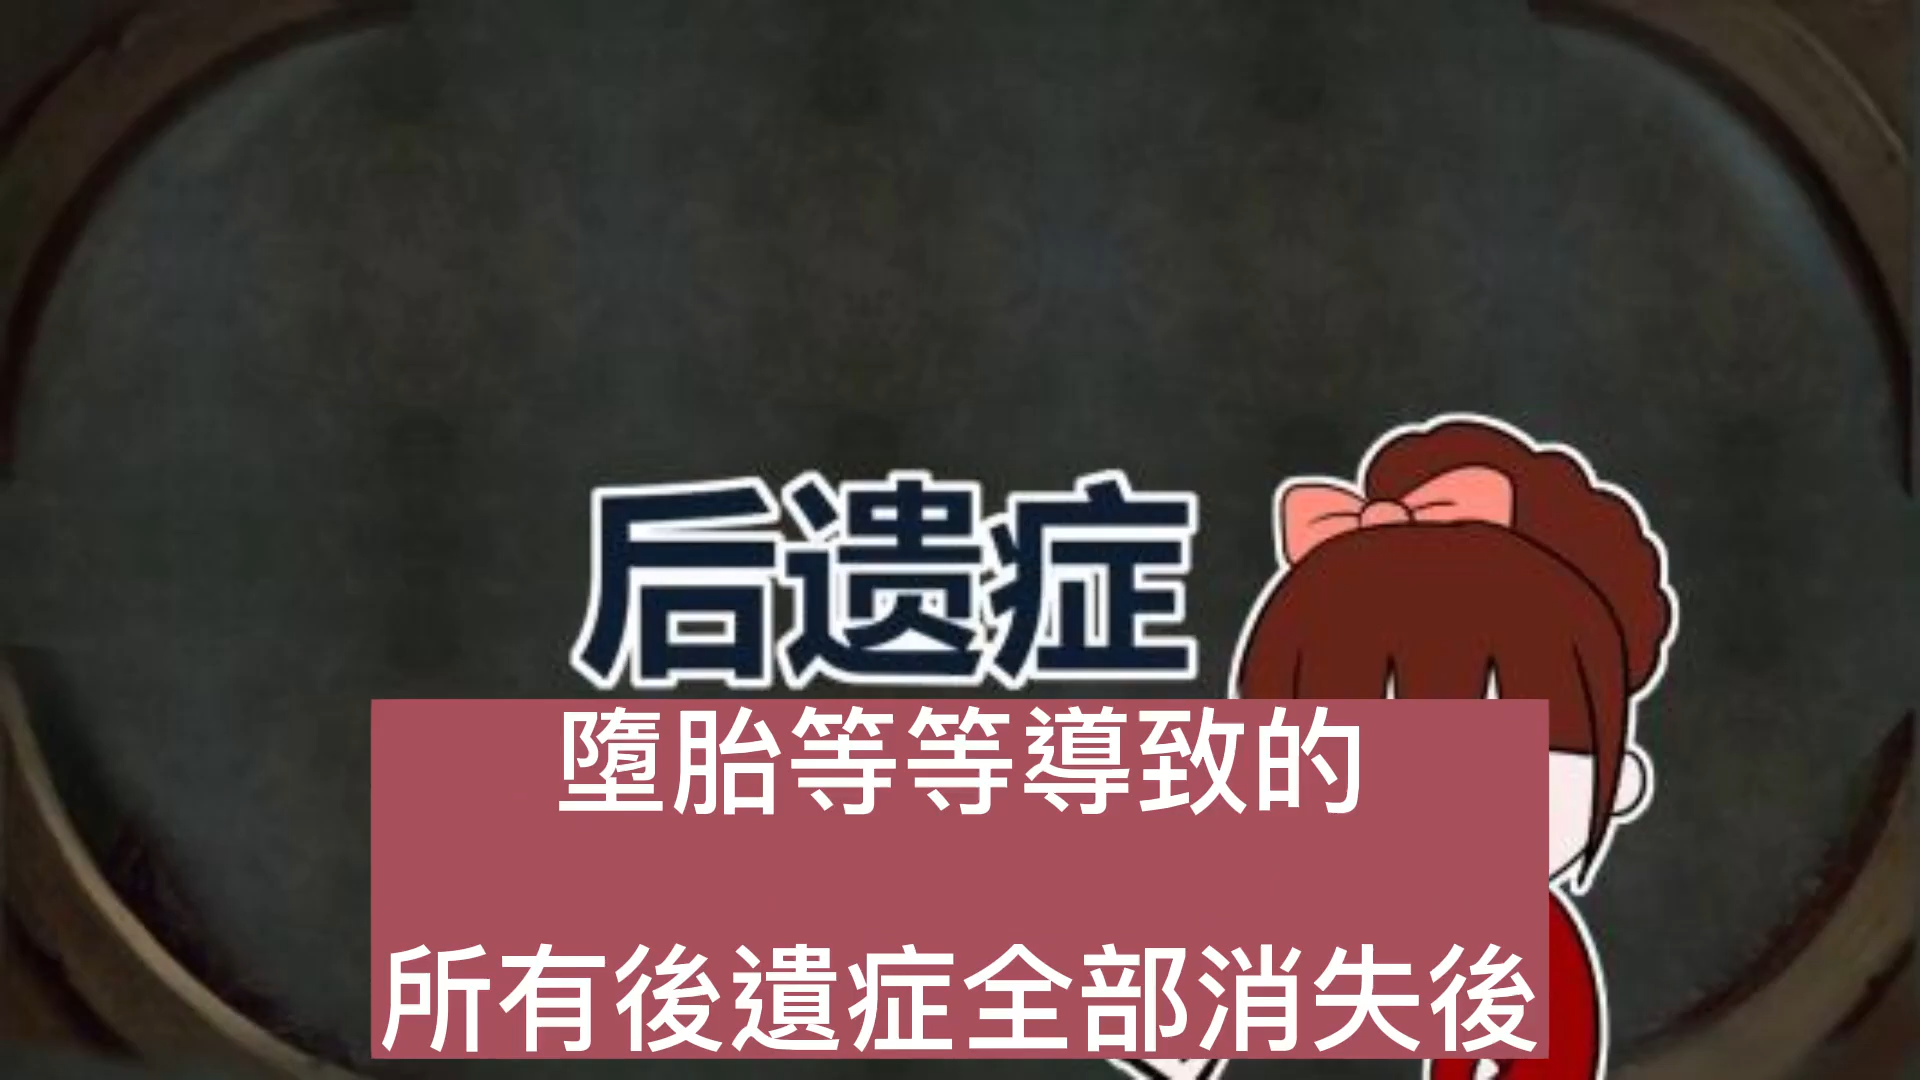 后遗症
墮胎等等導致的
所有後遺症全部消失後